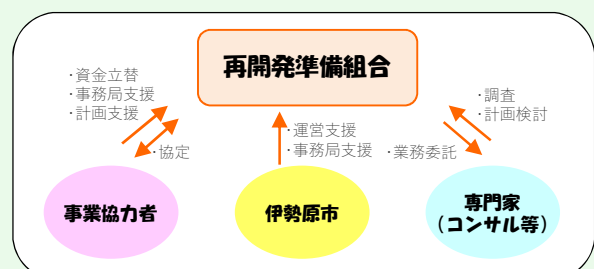 再開発準備組合
・資金立替
・事務局支援
・計画支援
・協定
・運営支援
・事務局支援
・調査
・計画検討
・業務委託
事業協力者
伊勢原市
専門家
（コンサル等）